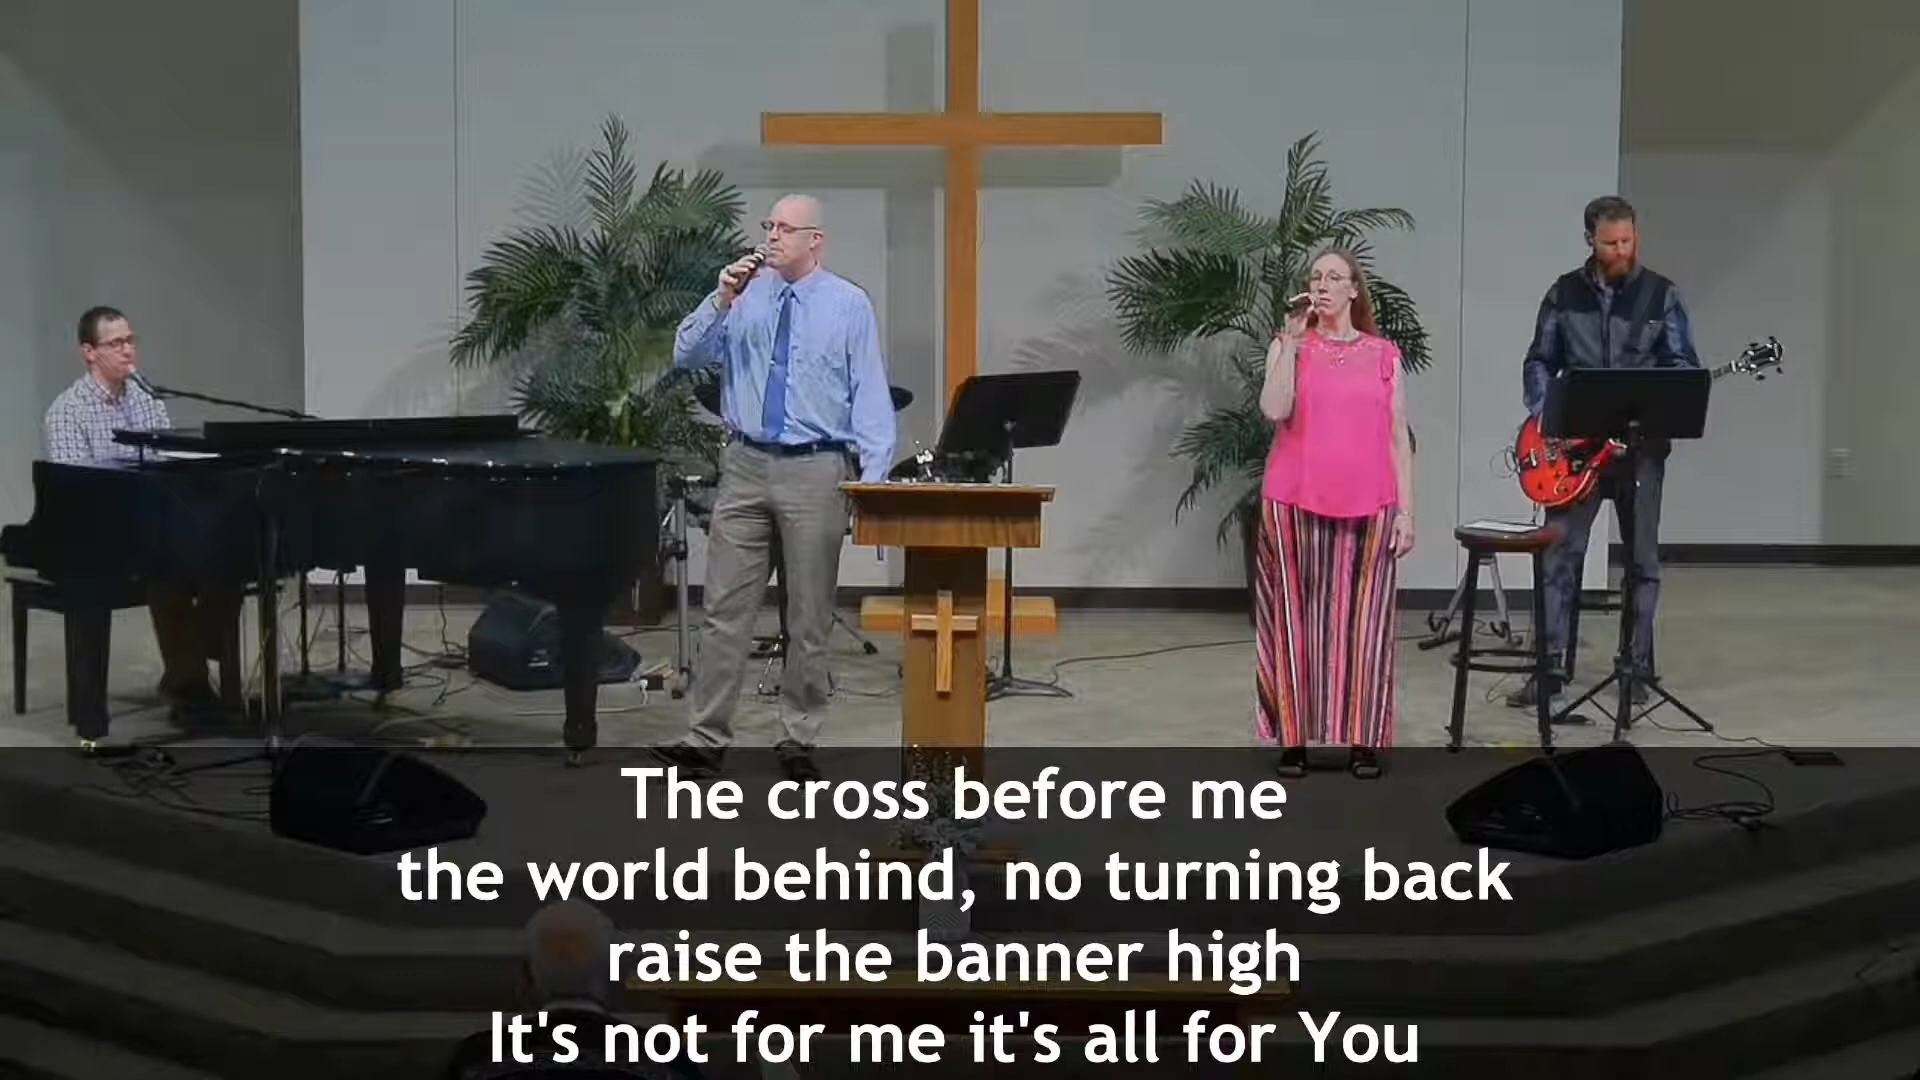 The cross before me
the world behind, no turning back
raise the banner high
It's not for me it's all for You